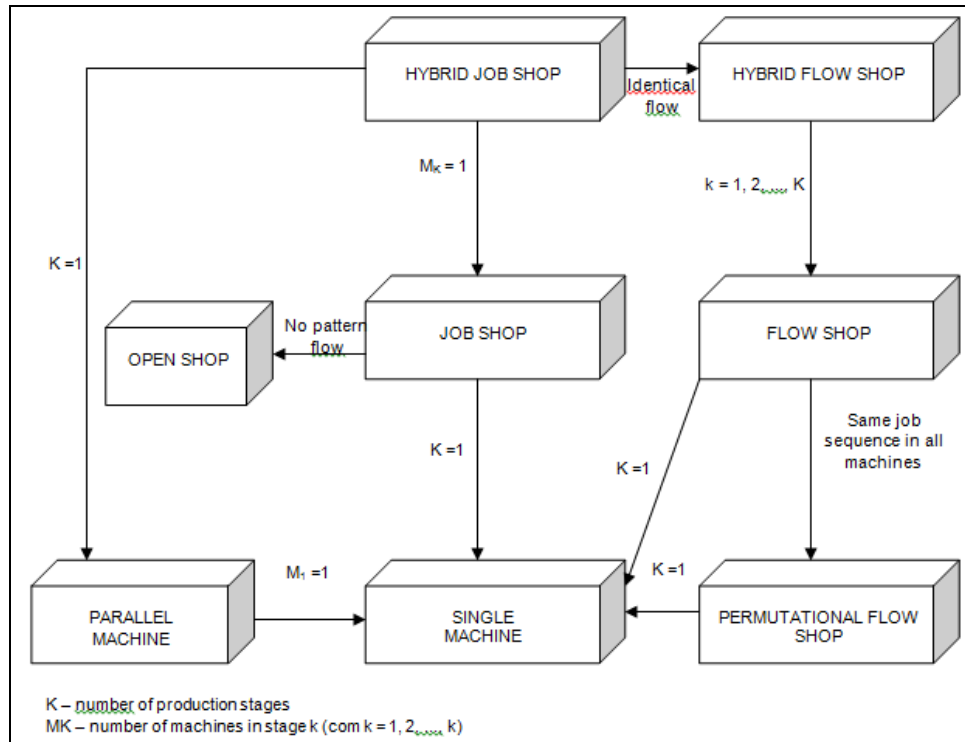 HYBRID JOB SHOP
HYBRID FLOW SHOP
Identical
flow
Mᴋ = 1
k = 1, 2,...., K
K =1
No pattern
flow
OPEN SHOP
JOB SHOP
FLOW SHOP
Same job
sequence in all
machines
K =1
K =1
M₁ =1
K =1
PARALLEL
MACHINE
SINGLE
MACHINE
PERMUTATIONAL FLOW
SHOP
K – number of production stages
MK – number of machines in stage k (com k = 1, 2,...., k)